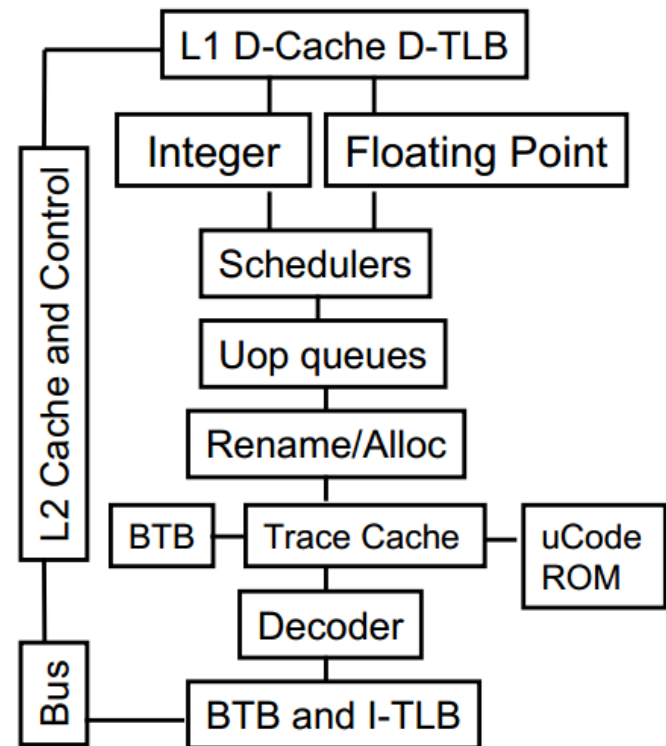 L1 D-Cache D-TLB
Integer
Floating Point
L2 Cache and Control
Schedulers
Uop queues
Rename/Alloc
BTB
Trace Cache
uCode
ROM
Decoder
Bus
BTB and I-TLB